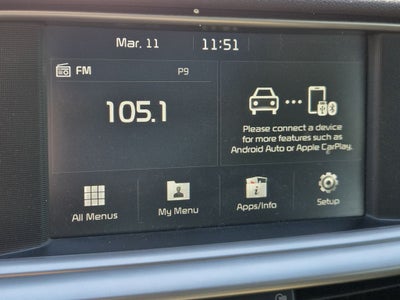 Mar. 11 11:51
FM P9
105.1
Please connect a device
for more features such as
Android Auto or Apple CarPlay.
All Menus My Menu Apps/Info Setup